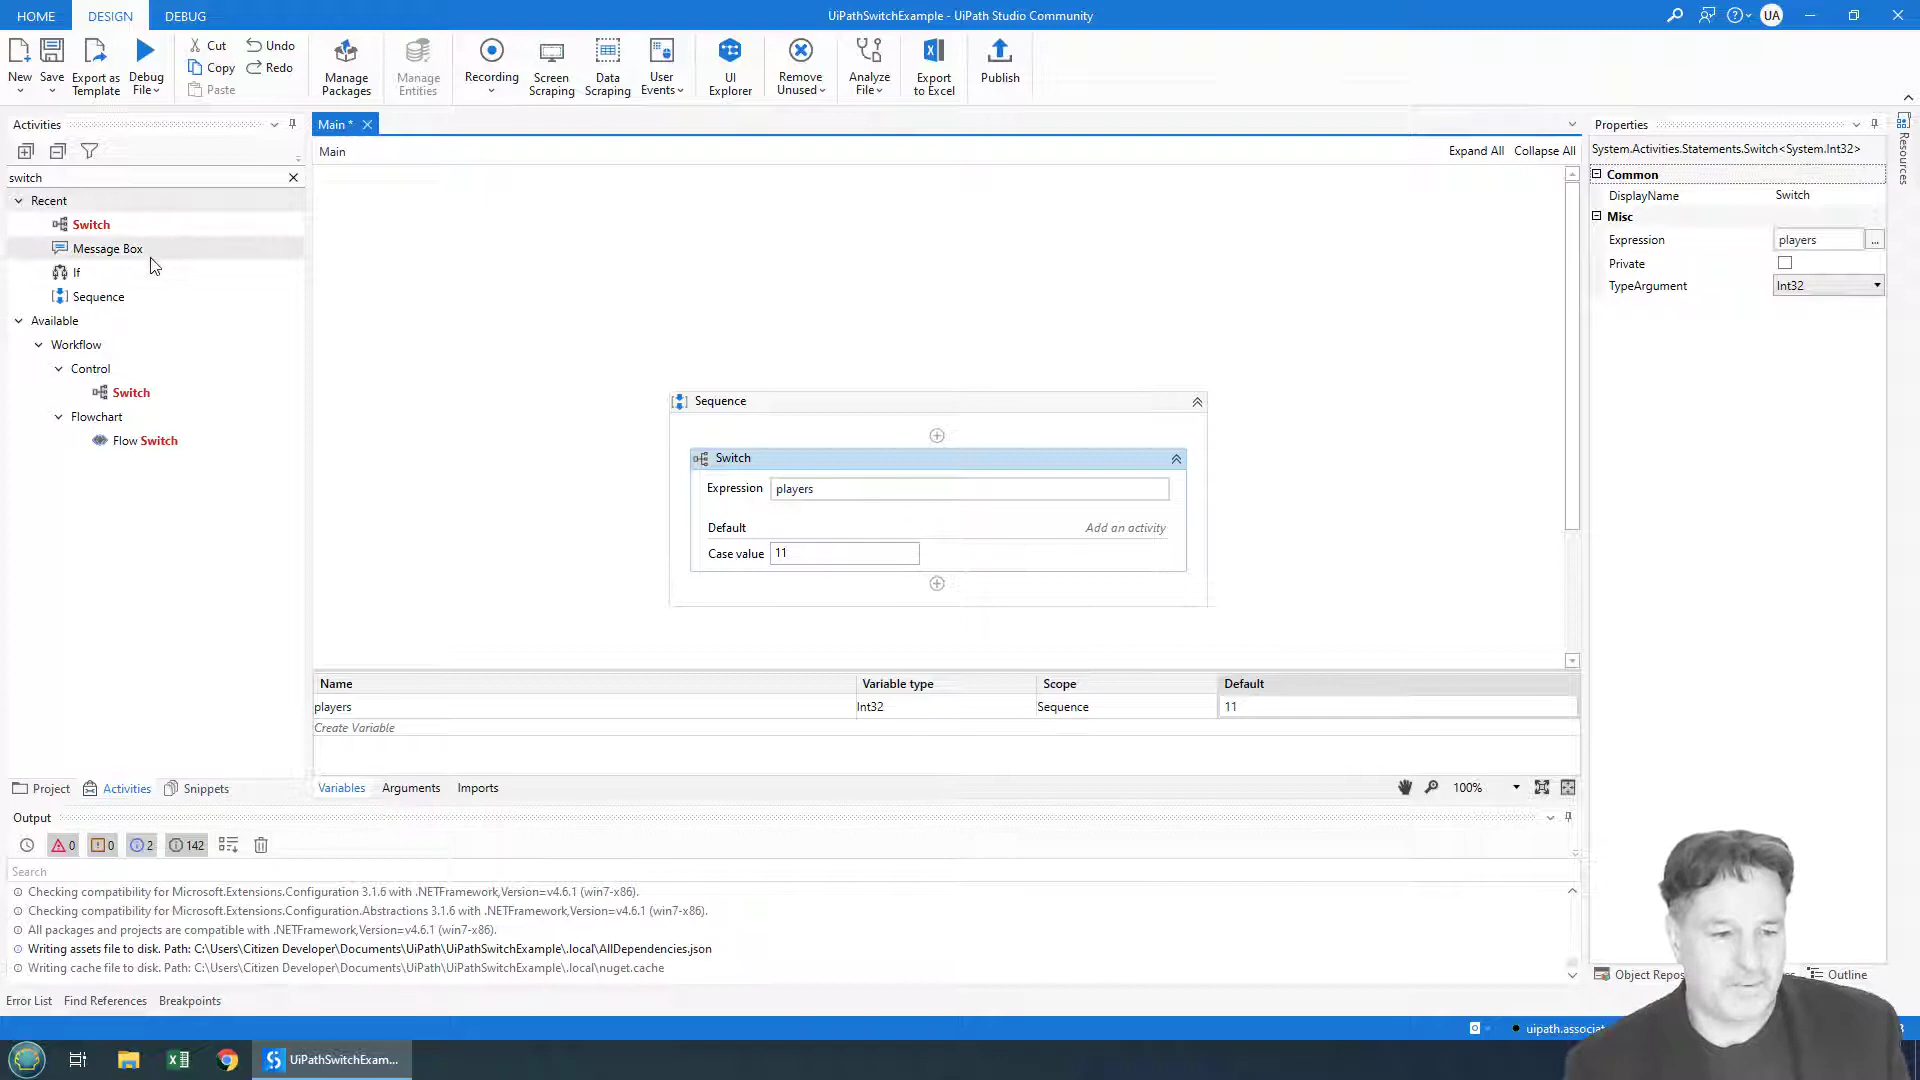 HOME DESIGN DEBUG UiPathSwitchExample - UiPath Studio Community UA
New Save Export as Template Debug File Cut Copy Paste Undo Redo Manage Packages Manage Entities Recording Screen Scraping Data Scraping User Events UI Explorer Remove Unused Analyze File Export to Excel Publish
Activities
switch
Recent
Switch
Message Box
If
Sequence
Available
Workflow
Control
Switch
Flowchart
Flow Switch
Project Activities Snippets
Main *
Main Expand All Collapse All
Sequence
Switch
Expression players
Default Add an activity
Case value 11
Name Variable type Scope Default
players Int32 Sequence 11
Create Variable
Variables Arguments Imports 100%
Properties
System.Activities.Statements.Switch<System.Int32>
Common
DisplayName Switch
Misc
Expression players ...
Private
TypeArgument Int32
Resources
Output
0 0 2 142
Search
Checking compatibility for Microsoft.Extensions.Configuration 3.1.6 with .NETFramework,Version=v4.6.1 (win7-x86).
Checking compatibility for Microsoft.Extensions.Configuration.Abstractions 3.1.6 with .NETFramework,Version=v4.6.1 (win7-x86).
All packages and projects are compatible with .NETFramework,Version=v4.6.1 (win7-x86).
Writing assets file to disk. Path: C:\Users\Citizen Developer\Documents\UiPath\UiPathSwitchExample\.local\AllDependencies.json
Writing cache file to disk. Path: C:\Users\Citizen Developer\Documents\UiPath\UiPathSwitchExample\.local\nuget.cache
Object Repos Outline
Error List Find References Breakpoints
uipath.associat
UiPathSwitchExam...